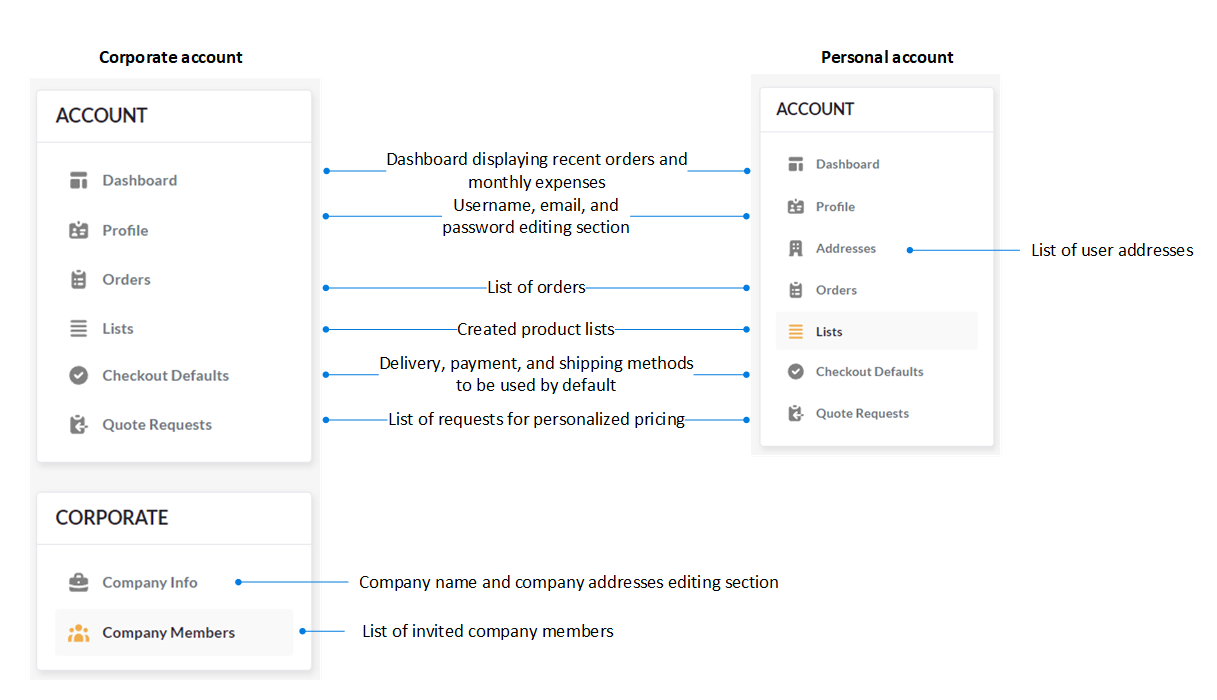 Corporate account
Personal account
ACCOUNT
Dashboard
Profile
Orders
Lists
Checkout Defaults
Quote Requests
CORPORATE
Company Info
Company Members
Dashboard displaying recent orders and
monthly expenses
Username, email, and
password editing section
List of orders
Created product lists
Delivery, payment, and shipping methods
to be used by default
List of requests for personalized pricing
Company name and company addresses editing section
List of invited company members
ACCOUNT
Dashboard
Profile
Addresses
Orders
Lists
Checkout Defaults
Quote Requests
List of user addresses